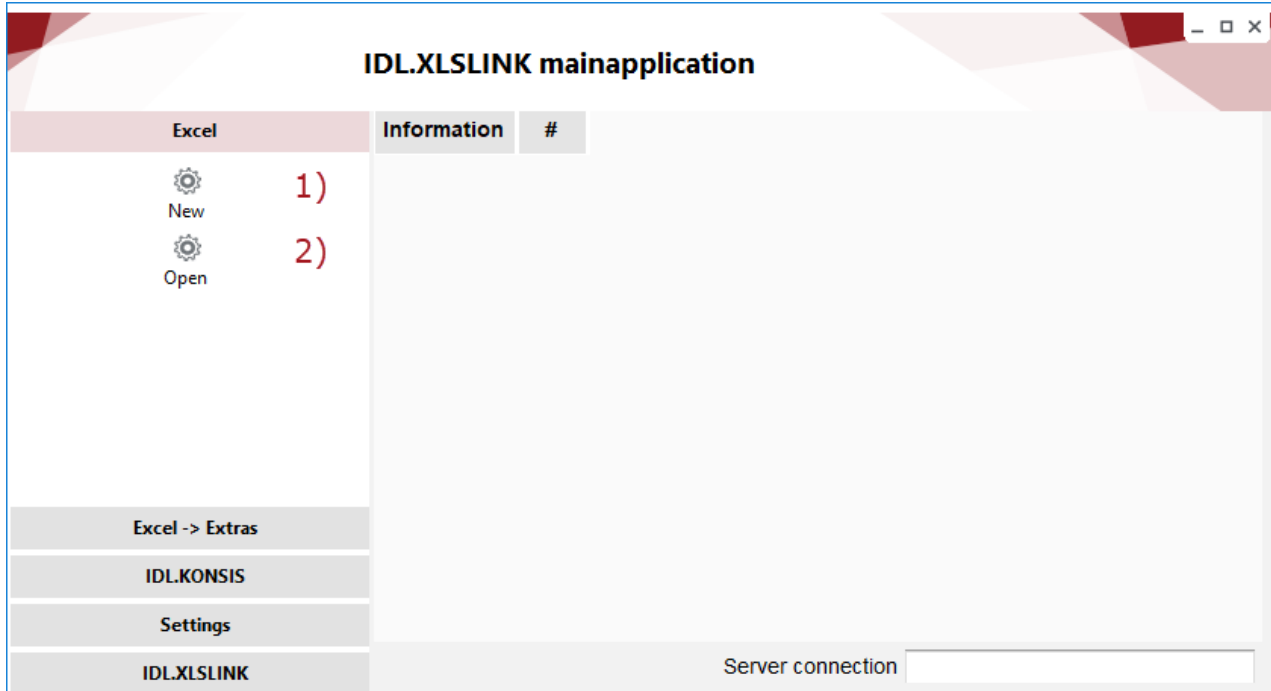 IDL.XLSLINK mainapplication
Excel
Information #
1)
New
2)
Open
Excel -> Extras
IDL.KONSIS
Settings
IDL.XLSLINK
Server connection